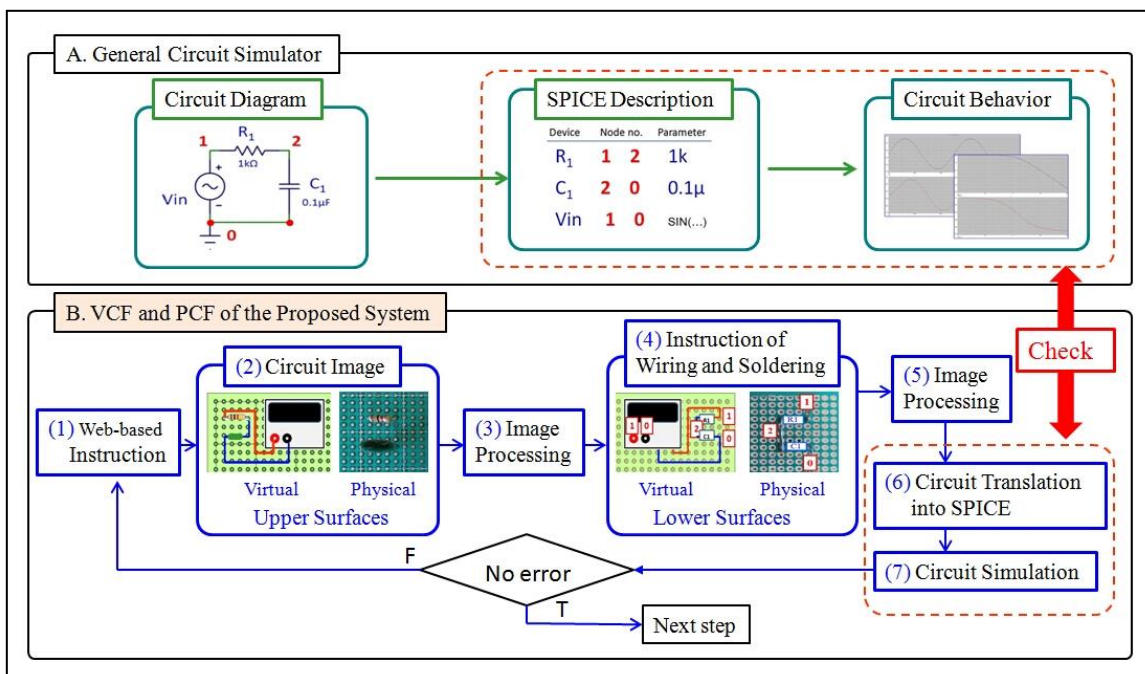 A. General Circuit Simulator
Circuit Diagram
1
R1
2
1kΩ
+
Vin
−
C1
0.1μF
0
SPICE Description
Device Node no. Parameter
R1 1 2 1k
C1 2 0 0.1μ
Vin 1 0 SIN(...)
Circuit Behavior
Check
B. VCF and PCF of the Proposed System
(1) Web-based
Instruction
(2) Circuit Image
Virtual Physical
Upper Surfaces
(3) Image
Processing
(4) Instruction of
Wiring and Soldering
1 0
2
R1
C1
1
0
1
R1
2
C1
0
Virtual Physical
Lower Surfaces
(5) Image
Processing
(6) Circuit Translation
into SPICE
(7) Circuit Simulation
No error
F
T
Next step